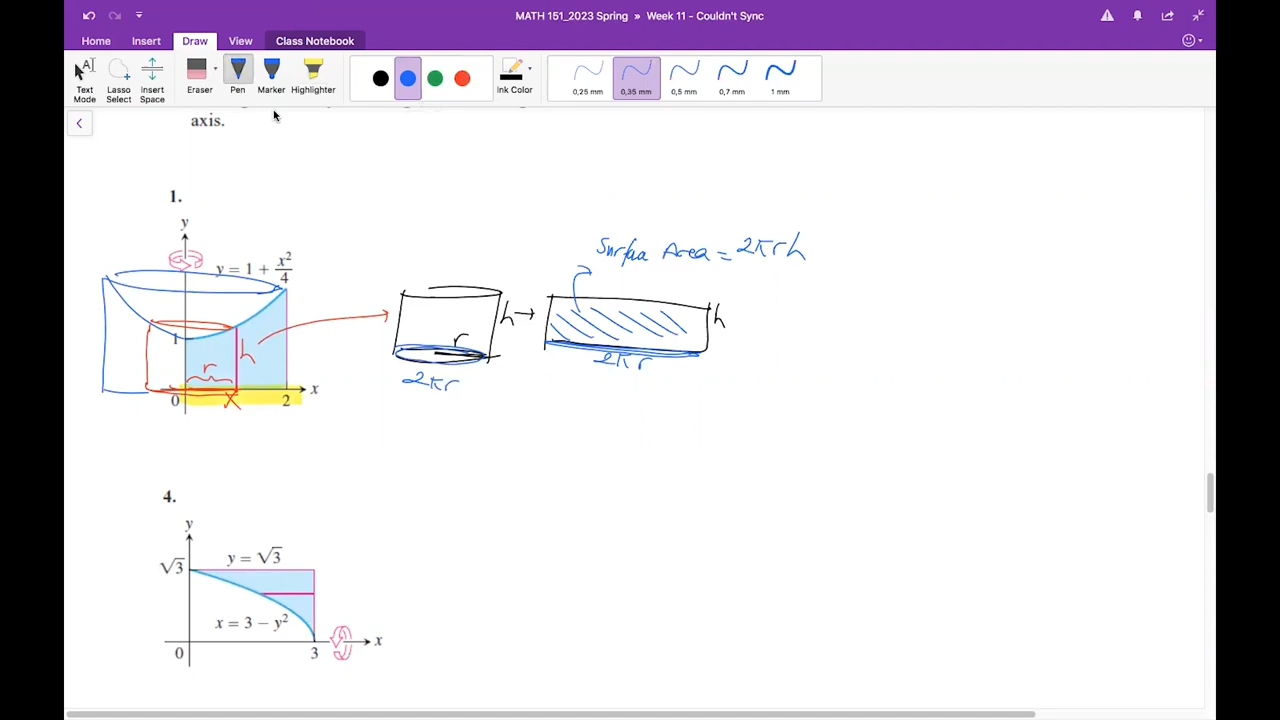 MATH 151_2023 Spring » Week 11 - Couldn't Sync
Home Insert Draw View Class Notebook
Text Mode
Lasso Select
Insert Space
Eraser
Pen
Marker
Highlighter
Ink Color
0,25 mm
0,35 mm
0,5 mm
0,7 mm
1 mm
axis.
1.
y
y = 1 + x²/4
1
r
h
0
x
2
x
r
h
2πr
h
2πr
Surfaa Area = 2πrh
4.
y
√3
y = √3
x = 3 − y²
0
3
x